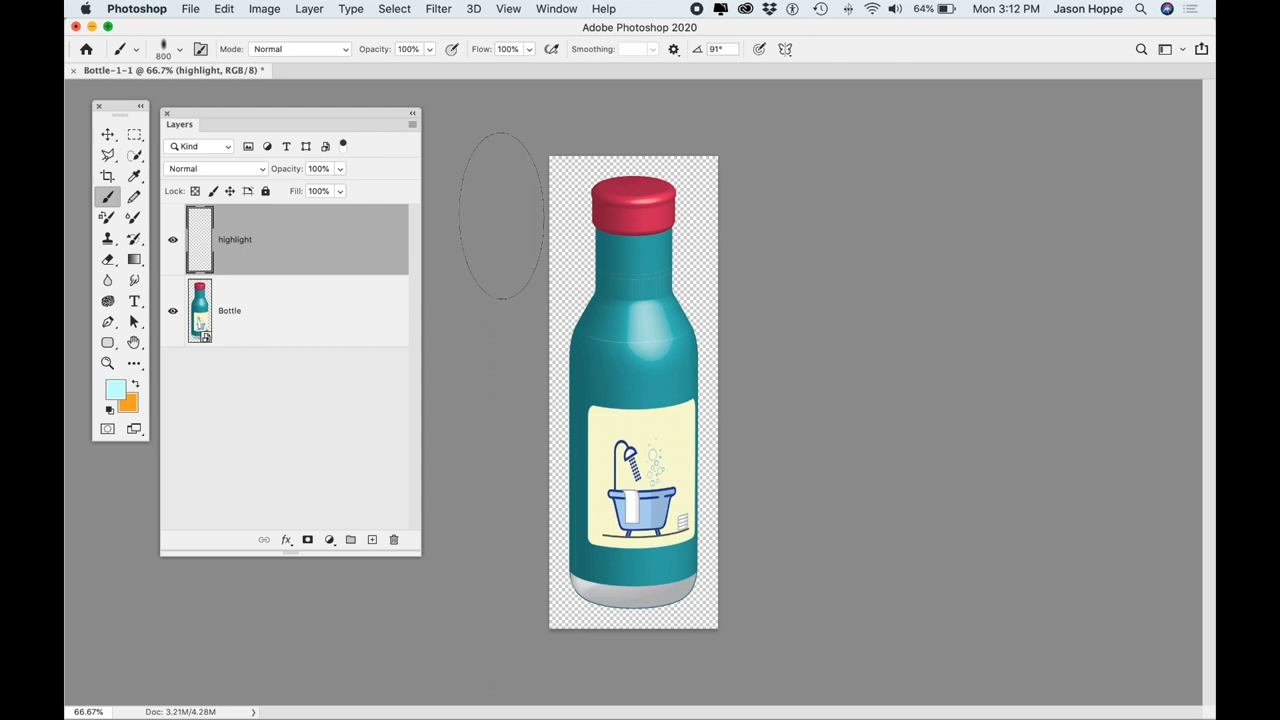 Photoshop File Edit Image Layer Type Select Filter 3D View Window Help 64% Mon 3:12 PM Jason Hoppe
Adobe Photoshop 2020
800 Mode: Normal Opacity: 100% Flow: 100% Smoothing: 91°
Bottle-1-1 @ 66.7% (highlight, RGB/8) *
Layers
Kind
Normal Opacity: 100%
Lock: Fill: 100%
highlight
Bottle
66.67% Doc: 3.21M/4.28M